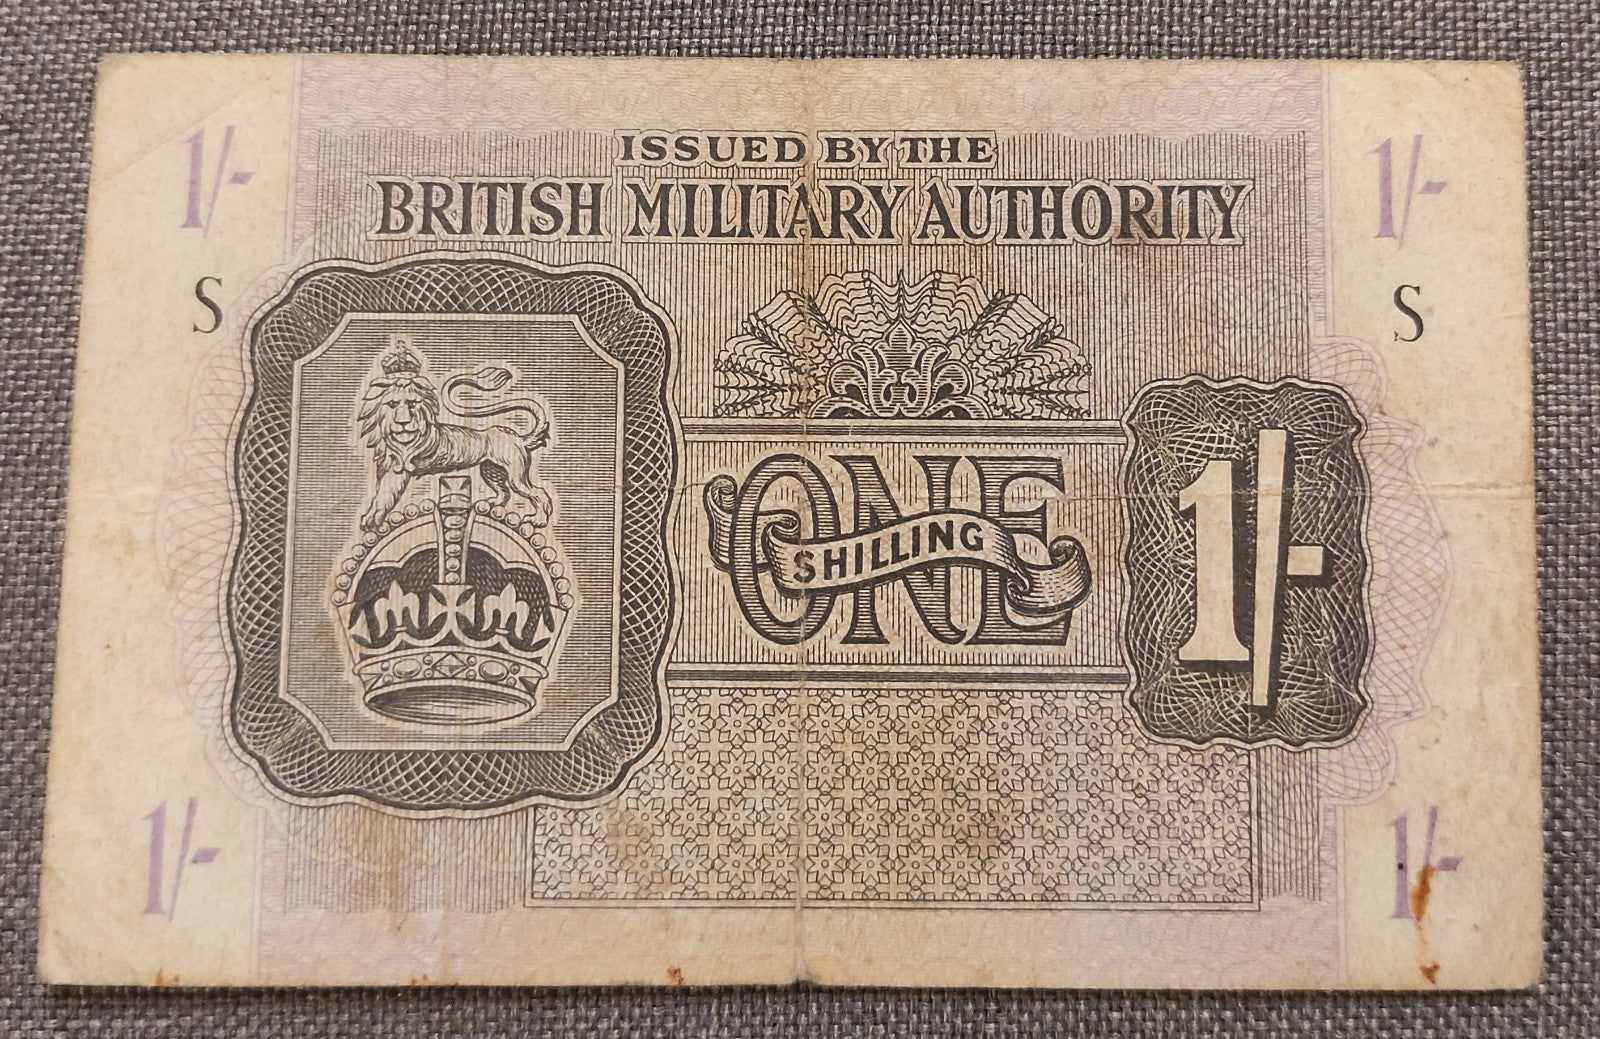 1/- 1/-
ISSUED BY THE
BRITISH MILITARY AUTHORITY
S S
ONE
SHILLING
1/-
1/- 1/-